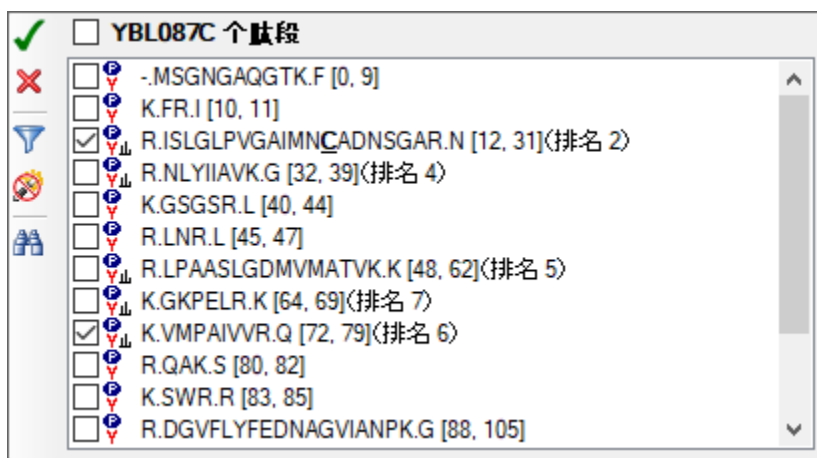 YBL087C 个肽段
-.MSGNGAQGTK.F [0, 9]
K.FR.I [10, 11]
R.ISLGLPVGAIMNCADNSGAR.N [12, 31](排名 2)
R.NLYIIAVK.G [32, 39](排名 4)
K.GSGSR.L [40, 44]
R.LNR.L [45, 47]
R.LPAASLGDMVMATVK.K [48, 62](排名 5)
K.GKPELR.K [64, 69](排名 7)
K.VMPAIVVR.Q [72, 79](排名 6)
R.QAK.S [80, 82]
K.SWR.R [83, 85]
R.DGVFLYFEDNAGVIANPK.G [88, 105]